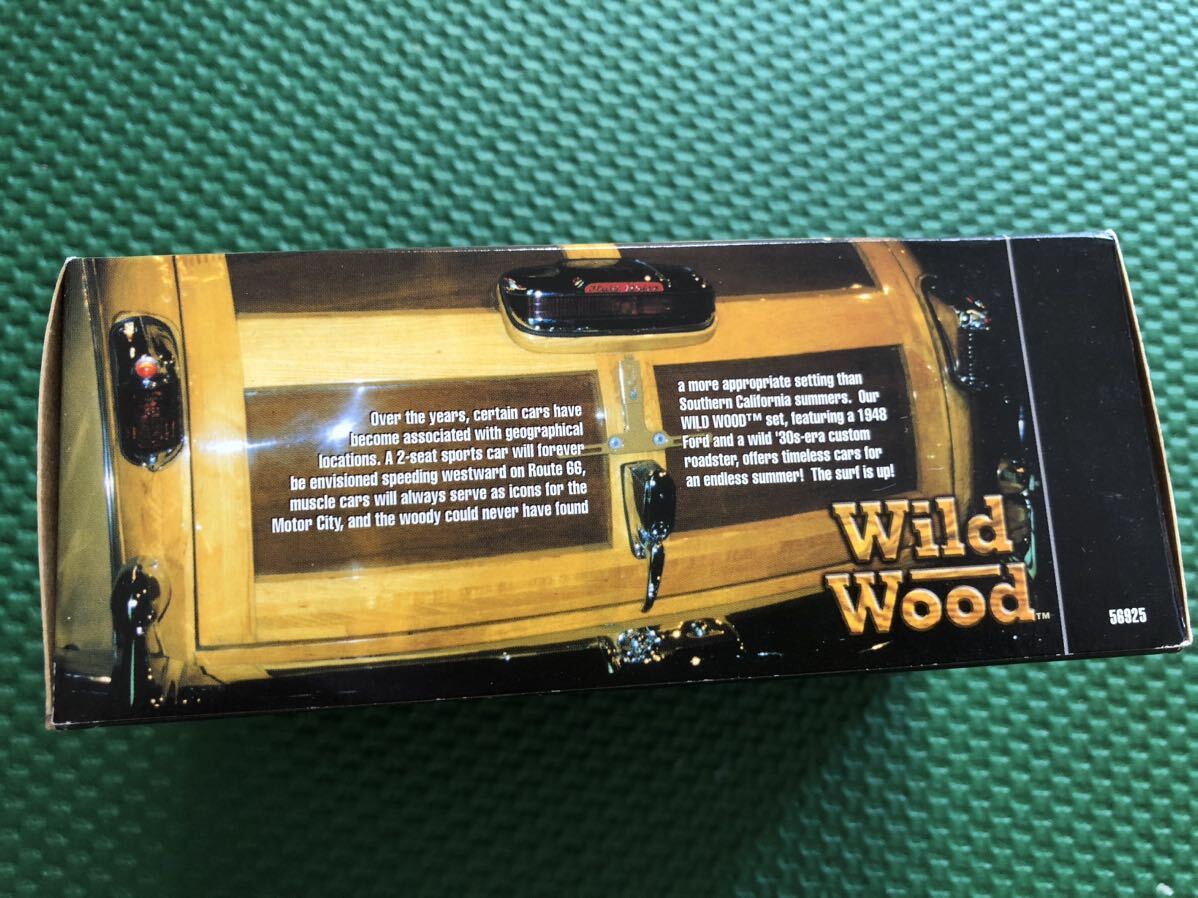 Over the years, certain cars have
become associated with geographical
locations. A 2-seat sports car will forever
be envisioned speeding westward on Route 66,
muscle cars will always serve as icons for the
Motor City, and the woody could never have found
a more appropriate setting than
Southern California summers. Our
WILD WOOD™ set, featuring a 1948
Ford and a wild '30s-era custom
roadster, offers timeless cars for
an endless summer! The surf is up!
Wild
Wood™
56925